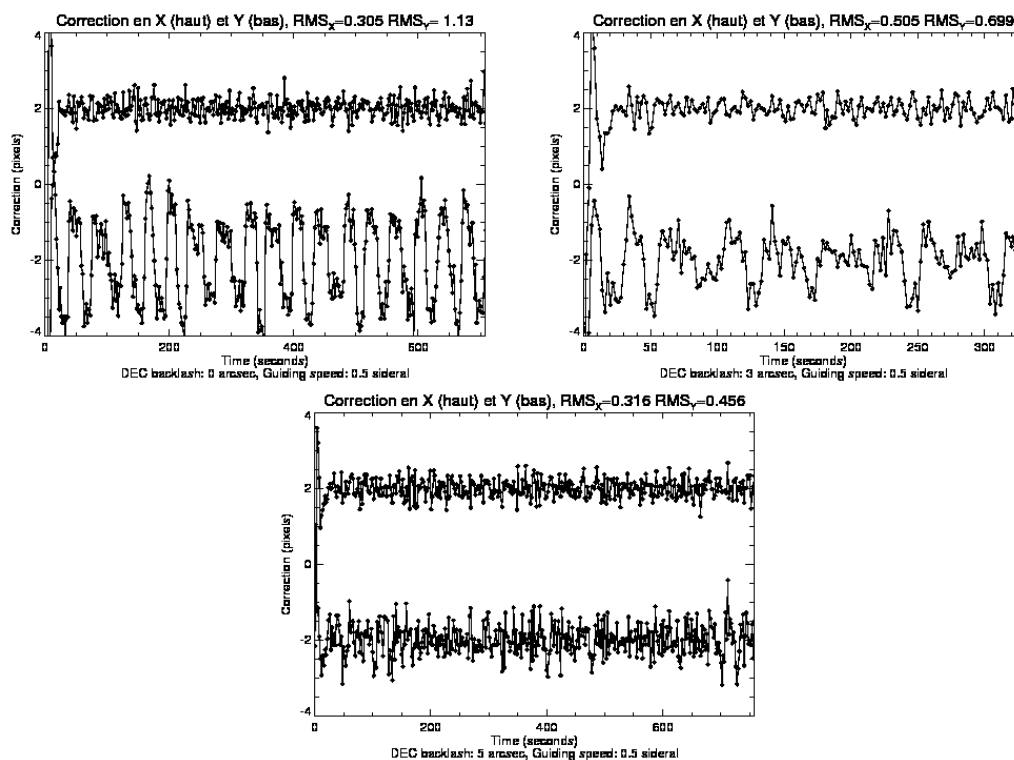 Correction en X (haut) et Y (bas), RMSX=0.305 RMSY= 1.13
4
2
0
-2
-4
Correction (pixels)
0 200 400 600
Time (seconds)
DEC backlash: 0 arcsec, Guiding speed: 0.5 sideral
Correction en X (haut) et Y (bas), RMSX=0.505 RMSY=0.699
4
2
0
-2
-4
Correction (pixels)
0 50 100 150 200 250 300
Time (seconds)
DEC backlash: 3 arcsec, Guiding speed: 0.5 sideral
Correction en X (haut) et Y (bas), RMSX=0.316 RMSY=0.456
4
2
0
-2
-4
Correction (pixels)
0 200 400 600
Time (seconds)
DEC backlash: 5 arcsec, Guiding speed: 0.5 sideral